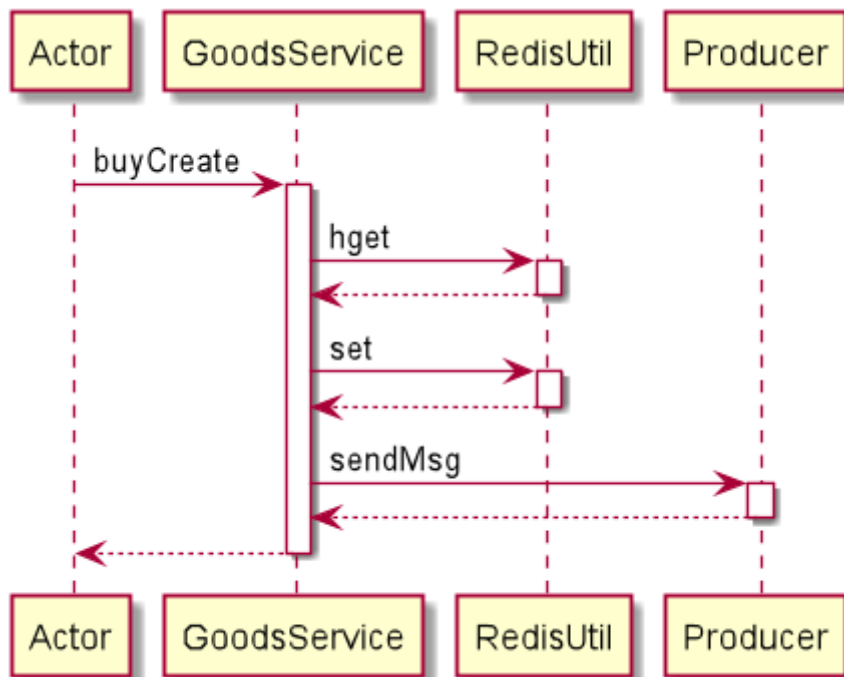 Actor GoodsService RedisUtil Producer
buyCreate
hget
set
sendMsg
Actor GoodsService RedisUtil Producer